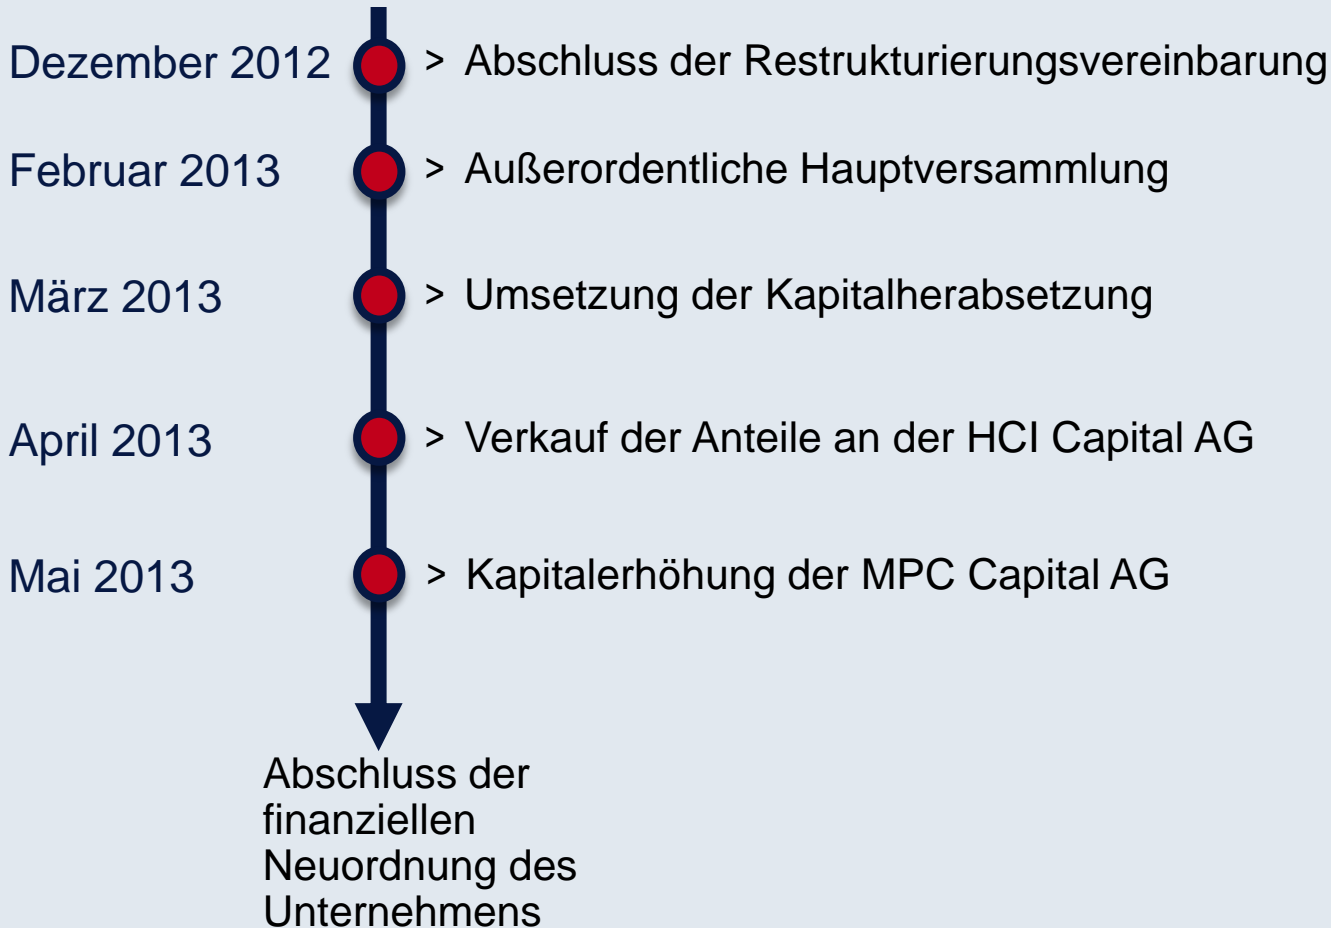 Dezember 2012 > Abschluss der Restrukturierungsvereinbarung
Februar 2013 > Außerordentliche Hauptversammlung
März 2013 > Umsetzung der Kapitalherabsetzung
April 2013 > Verkauf der Anteile an der HCI Capital AG
Mai 2013 > Kapitalerhöhung der MPC Capital AG
Abschluss der
finanziellen
Neuordnung des
Unternehmens